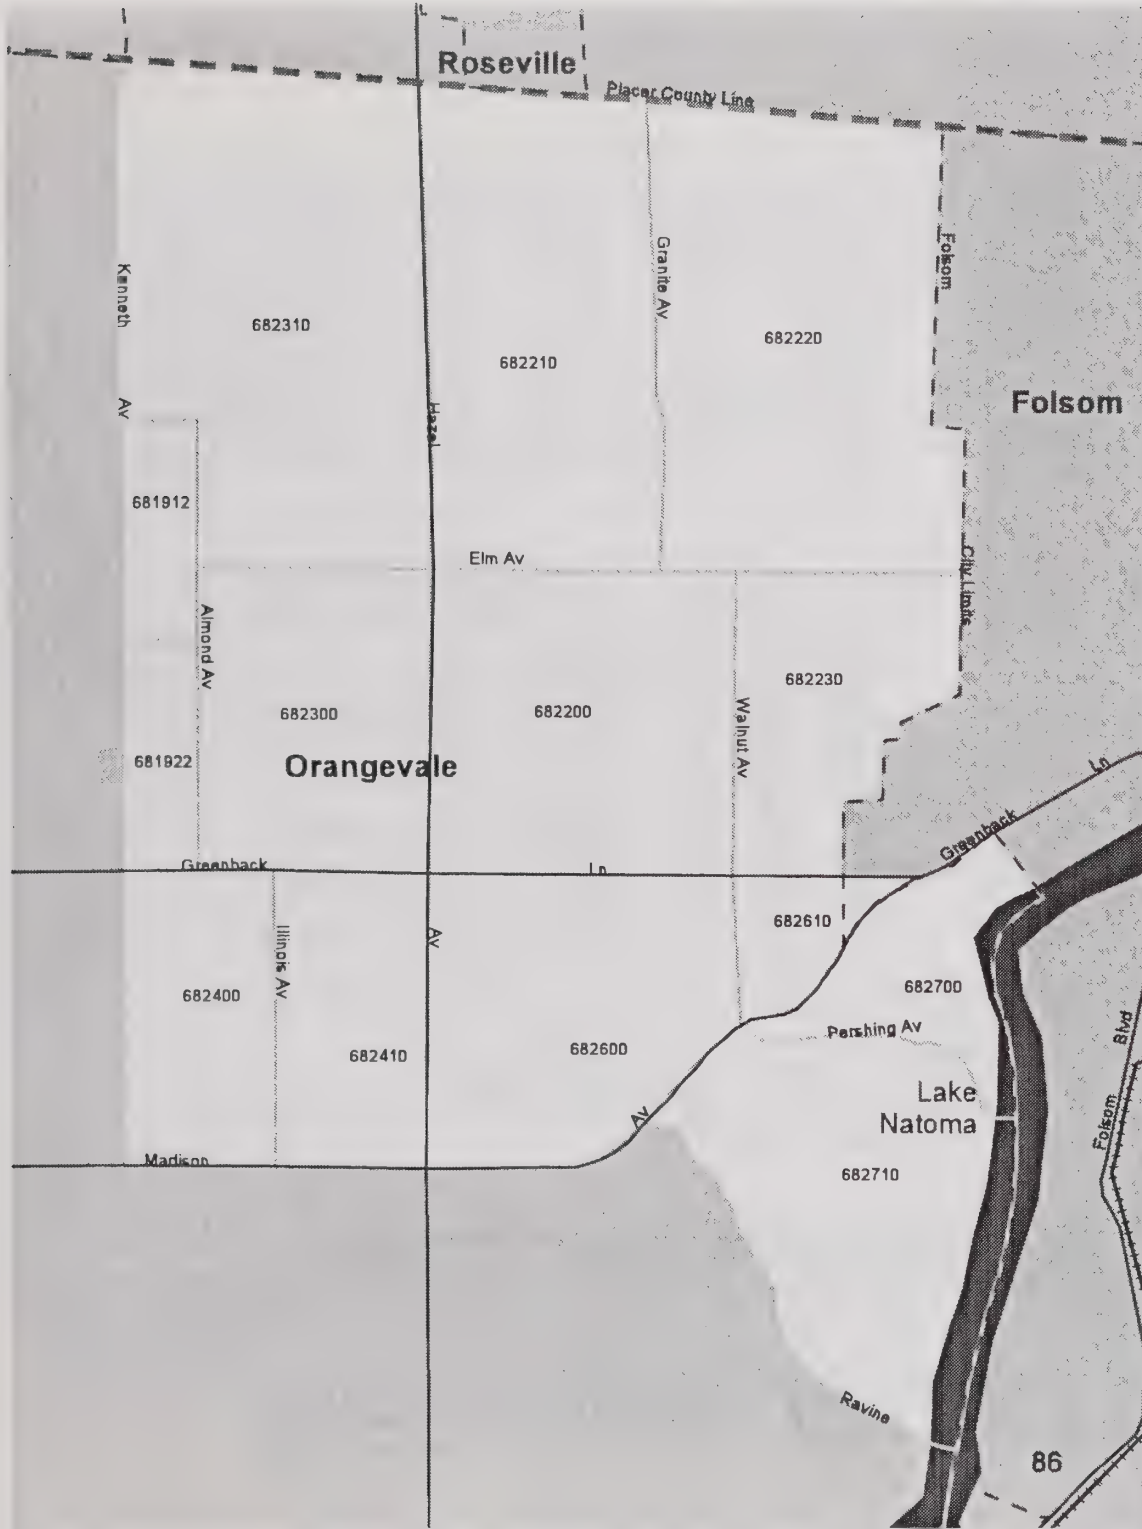 Roseville
Placer County Line
Kenneth
Av
Granite Av
Folsom
682310
682210
682220
Hazel
Folsom
681912
Elm Av
City Limits
Almond Av
682300
682200
682230
Walnut Av
681922
Orangevale
Ln
Greenback
Greenback
Ln
Illinois Av
Av
682610
682400
682410
682600
682700
Pershing Av
Blvd
Folsom
Lake
Natoma
Av
Madison
682710
Ravine
86